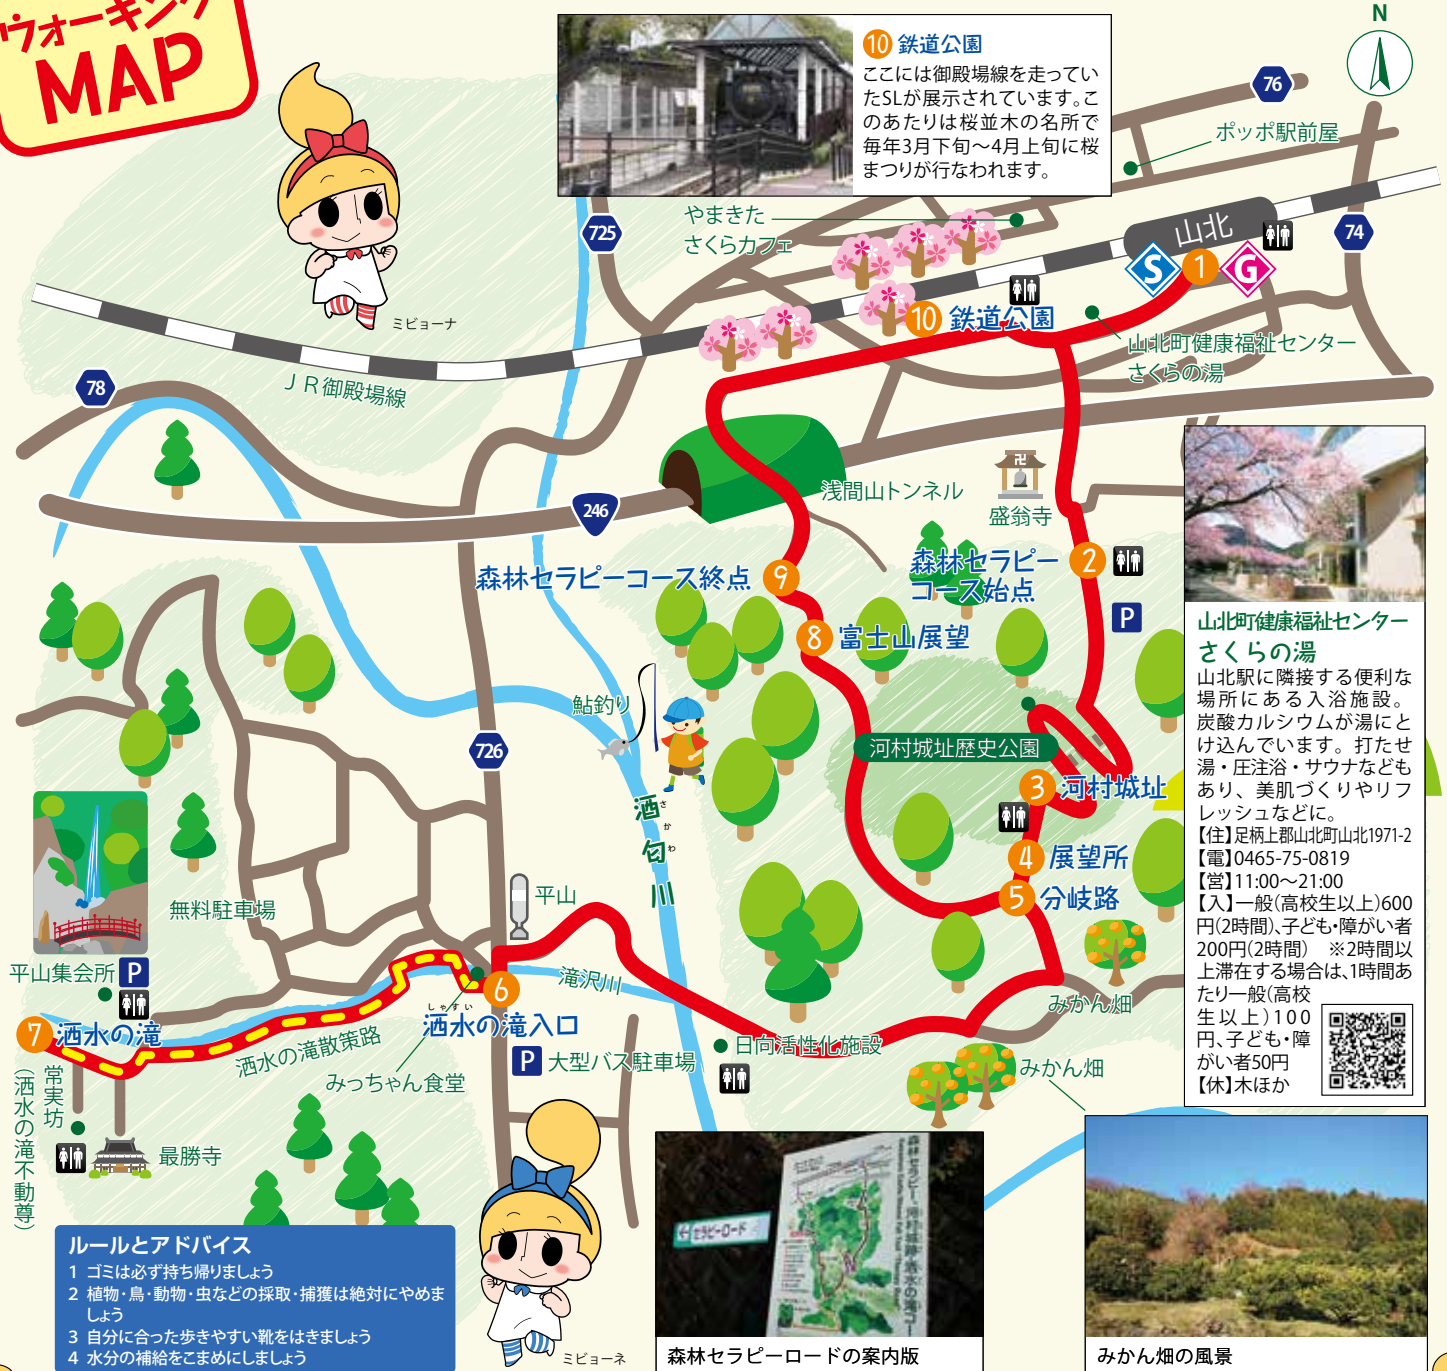 ウォーキング
MAP
N
10 鉄道公園
ここには御殿場線を走ってい
たSLが展示されています。こ
のあたりは桜並木の名所で
毎年3月下旬〜4月上旬に桜
まつりが行なわれます。
76
ポッポ駅前屋
やまきた
さくらカフェ
725
山北
74
S
1
G
ミビョーナ
10 鉄道公園
山北町健康福祉センター
さくらの湯
JR御殿場線
78
浅間山トンネル
盛翁寺
246
森林セラピーコース終点 9
森林セラピー
コース始点
2
P
8 富士山展望
鮎釣り
726
河村城址歴史公園
3 河村城址
酒匂川
さかわ
4 展望所
5 分岐路
平山
無料駐車場
平山集会所 P
滝沢川
みかん畑
6
しゃすい
洒水の滝入口
7 洒水の滝
洒水の滝散策路
P 大型バス駐車場
日向活性化施設
みっちゃん食堂
みかん畑
常実坊
(洒水の滝不動尊)
最勝寺
山北町健康福祉センター
さくらの湯
山北駅に隣接する便利な
場所にある入浴施設。
炭酸カルシウムが湯にと
け込んでいます。打たせ
湯・圧注浴・サウナなども
あり、美肌づくりやリフ
レッシュなどに。
【住】足柄上郡山北町山北1971-2
【電】0465-75-0819
【営】11:00〜21:00
【入】一般(高校生以上)600
円(2時間)、子ども・障がい者
200円(2時間) ※2時間以
上滞在する場合は、1時間あ
たり一般(高校
生以上)100
円、子ども・障
がい者50円
【休】木ほか
ルールとアドバイス
1 ゴミは必ず持ち帰りましょう
2 植物・鳥・動物・虫などの採取・捕獲は絶対にやめま
しょう
3 自分に合った歩きやすい靴をはきましょう
4 水分の補給をこまめにしましょう
ミビョーネ
セラピーロード
森林セラピーロードの案内版
みかん畑の風景